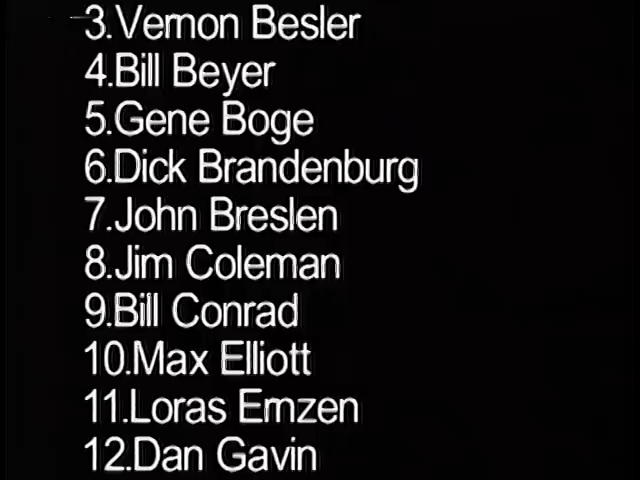 3.Vernon Besler
4.Bill Beyer
5.Gene Boge
6.Dick Brandenburg
7.John Breslen
8.Jim Coleman
9.Bill Conrad
10.Max Elliott
11.Loras Ernzen
12.Dan Gavin